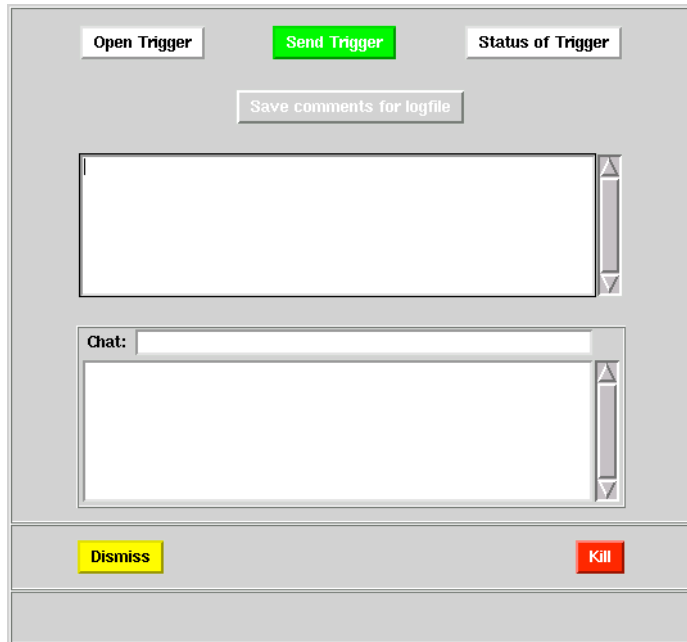 Open Trigger Send Trigger Status of Trigger
Save comments for logfile
Chat:
Dismiss Kill